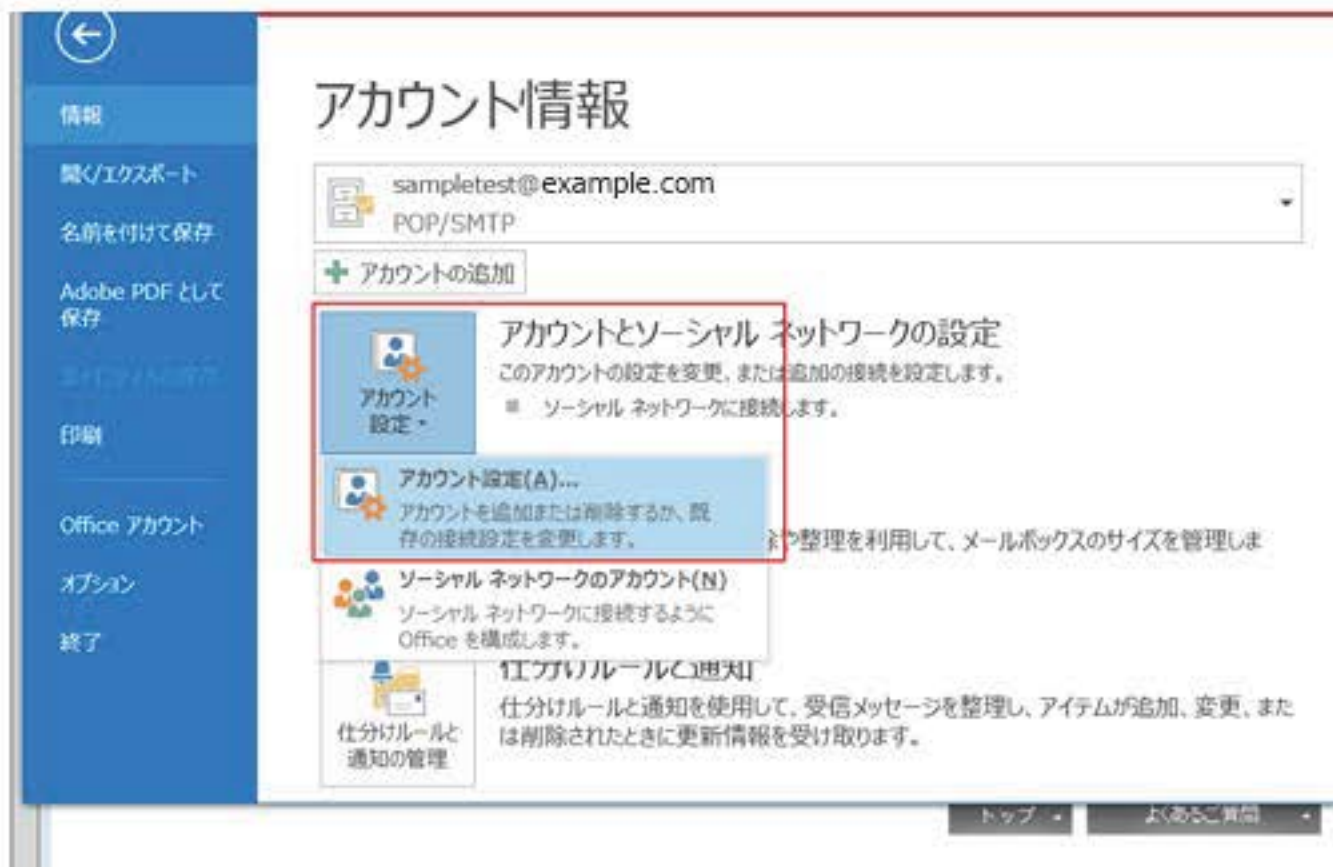 情報
開く/エクスポート
名前を付けて保存
Adobe PDF として
保存
印刷
Office アカウント
オプション
終了
アカウント情報
sampletest@example.com
POP/SMTP
アカウントの追加
アカウント
設定
アカウントとソーシャル ネットワークの設定
このアカウントの設定を変更、または追加の接続を設定します。
ソーシャル ネットワークに接続します。
アカウント設定(A)...
アカウントを追加または削除するか、既
存の接続設定を変更します。
や整理を利用して、メールボックスのサイズを管理しま
ソーシャル ネットワークのアカウント(N)
ソーシャル ネットワークに接続するように
Office を構成します。
仕分けルールと
通知の管理
仕分けルールと通知
仕分けルールと通知を使用して、受信メッセージを整理し、アイテムが追加、変更、また
は削除されたときに更新情報を受け取ります。
トップ
よくあるご質問